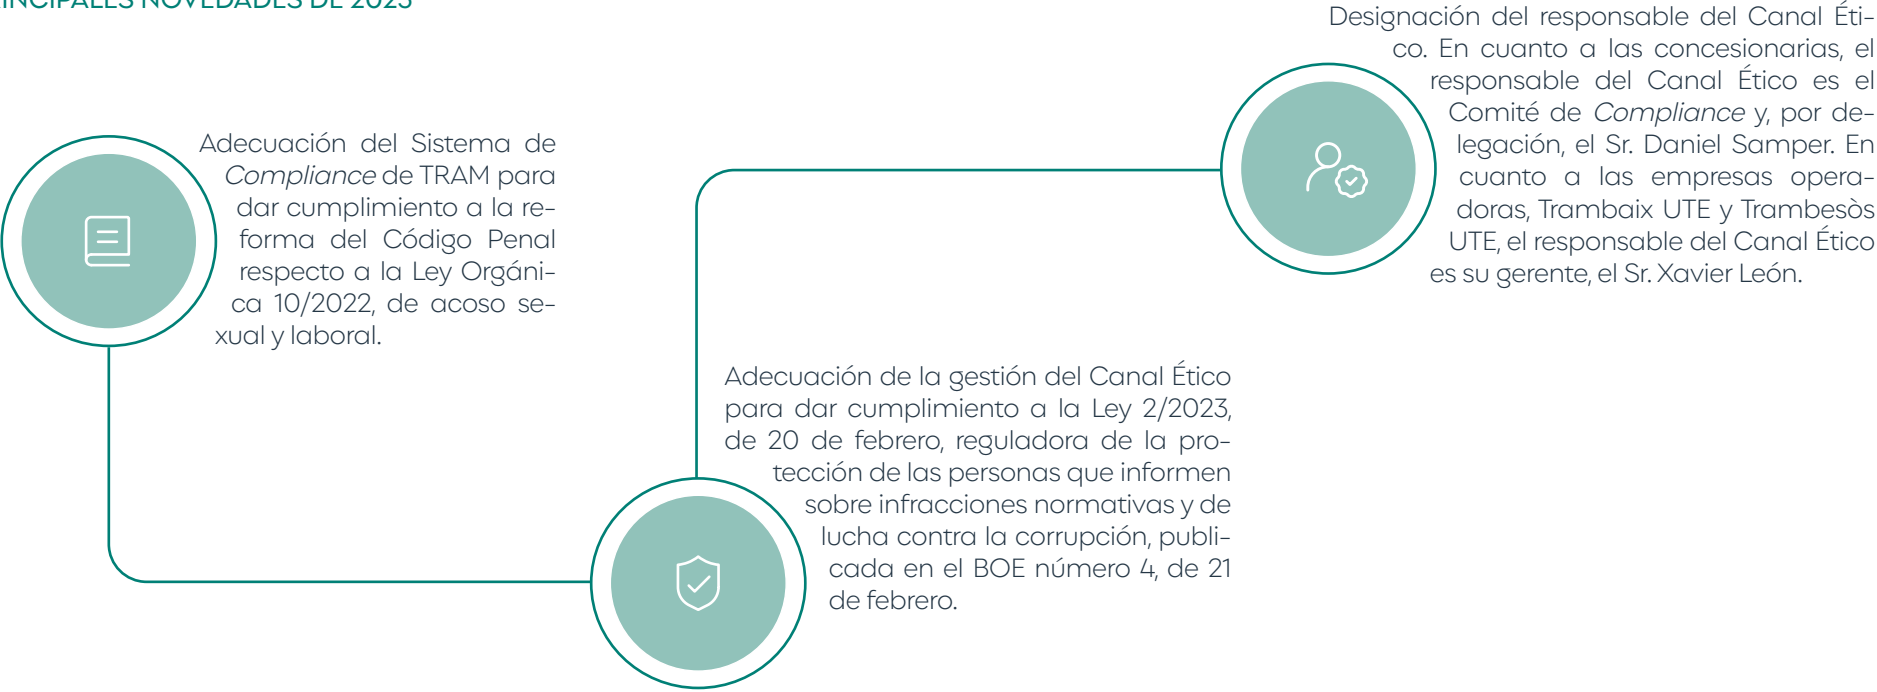 INCIPALES NOVEDADES DE 2023
Adecuación del Sistema de
Compliance de TRAM para
dar cumplimiento a la re-
forma del Código Penal
respecto a la Ley Orgáni-
ca 10/2022, de acoso se-
xual y laboral.
Adecuación de la gestión del Canal Ético
para dar cumplimiento a la Ley 2/2023,
de 20 de febrero, reguladora de la pro-
tección de las personas que informen
sobre infracciones normativas y de
lucha contra la corrupción, publi-
cada en el BOE número 4, de 21
de febrero.
Designación del responsable del Canal Éti-
co. En cuanto a las concesionarias, el
responsable del Canal Ético es el
Comité de Compliance y, por de-
legación, el Sr. Daniel Samper. En
cuanto a las empresas opera-
doras, Trambaix UTE y Trambesòs
UTE, el responsable del Canal Ético
es su gerente, el Sr. Xavier León.